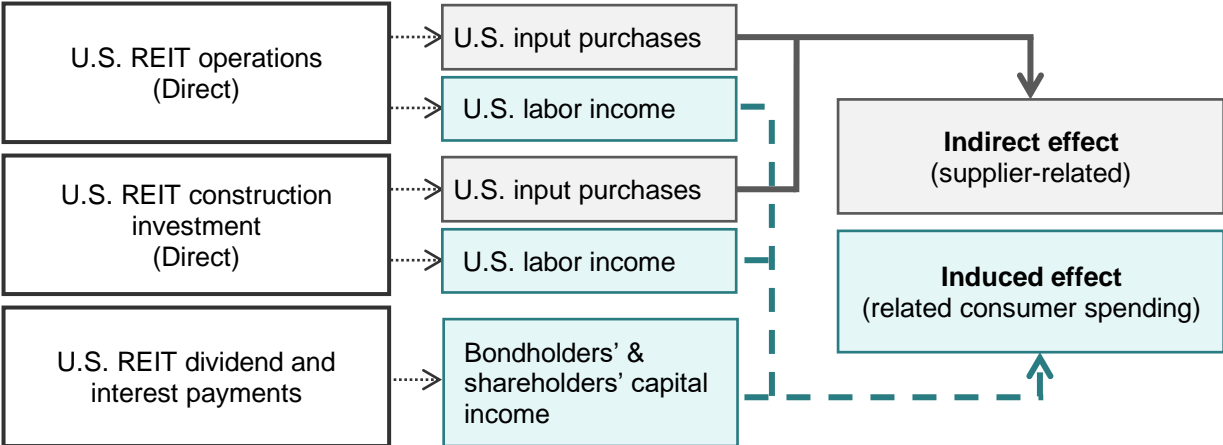 U.S. REIT operations
(Direct)
U.S. input purchases
U.S. labor income
U.S. REIT construction
investment
(Direct)
U.S. input purchases
U.S. labor income
U.S. REIT dividend and
interest payments
Bondholders’ &
shareholders’ capital
income
Indirect effect
(supplier-related)
Induced effect
(related consumer spending)